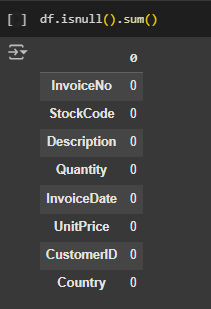 [ ] df.isnull().sum()
0
InvoiceNo 0
StockCode 0
Description 0
Quantity 0
InvoiceDate 0
UnitPrice 0
CustomerID 0
Country 0